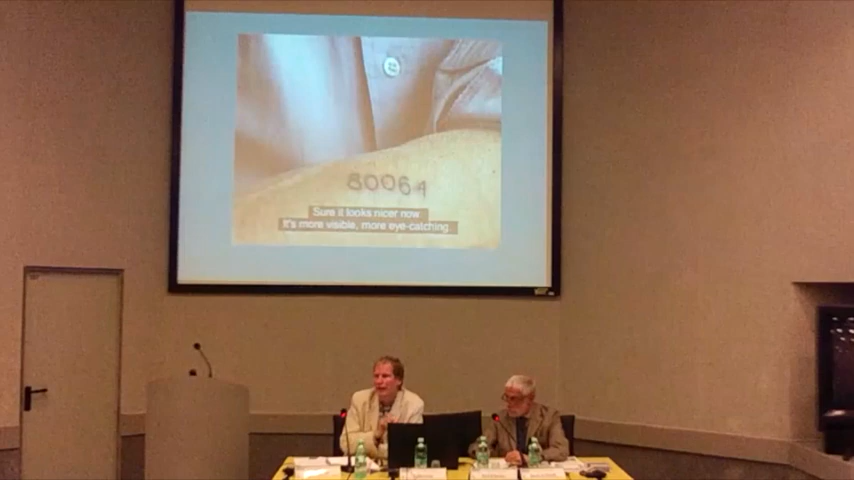 80064
Sure it looks nicer now
It's more visible, more eye-catching.